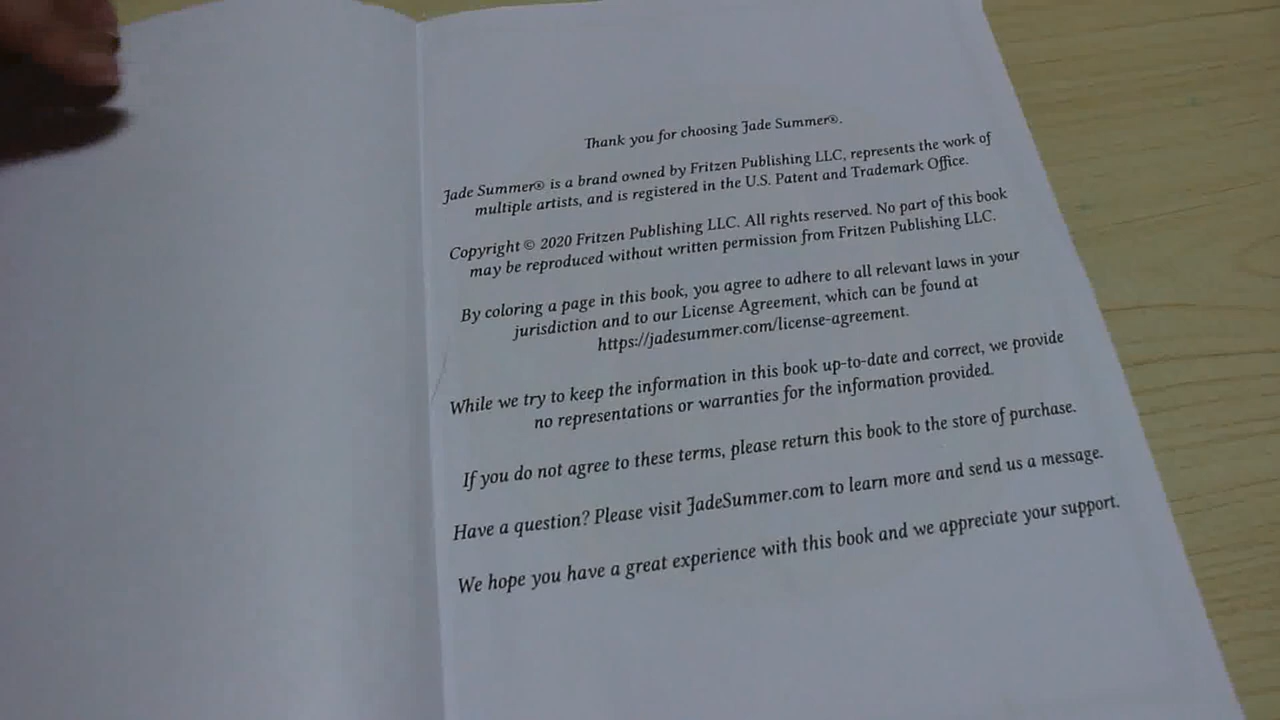 Thank you for choosing Jade Summer®.
Jade Summer® is a brand owned by Fritzen Publishing LLC, represents the work of
multiple artists, and is registered in the U.S. Patent and Trademark Office.
Copyright © 2020 Fritzen Publishing LLC. All rights reserved. No part of this book
may be reproduced without written permission from Fritzen Publishing LLC.
By coloring a page in this book, you agree to adhere to all relevant laws in your
jurisdiction and to our License Agreement, which can be found at
https://jadesummer.com/license-agreement.
While we try to keep the information in this book up-to-date and correct, we provide
no representations or warranties for the information provided.
If you do not agree to these terms, please return this book to the store of purchase.
Have a question? Please visit JadeSummer.com to learn more and send us a message.
We hope you have a great experience with this book and we appreciate your support.